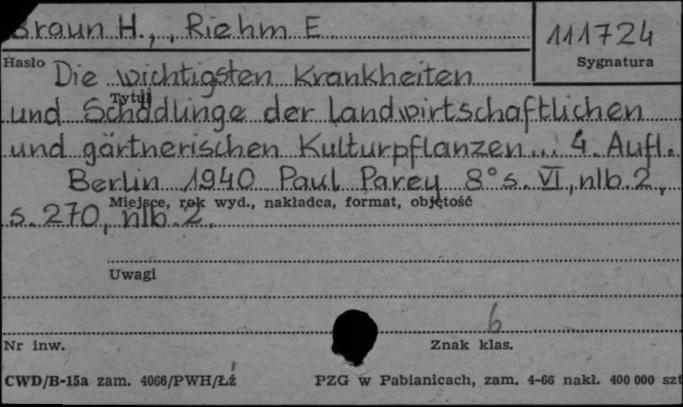 Braun H., , Riehm E
111724
Hasło
Sygnatura
Die wichtigsten Krankheiten
Tytuł
und Schädlinge der landwirtschaftlichen
und gärtnerischen Kulturpflanzen... 4. Aufl.
Berlin 1940 Paul Parey 8° s. VI, nlb. 2,
Miejsce, rok wyd., nakładca, format, objętość
s. 270, nlb. 2.
Uwagi
6
Nr inw.
Znak klas.
CWD/B-15a zam. 4066/PWH/Łź
PZG w Pabianicach, zam. 4-66 nakł. 400 000 szt